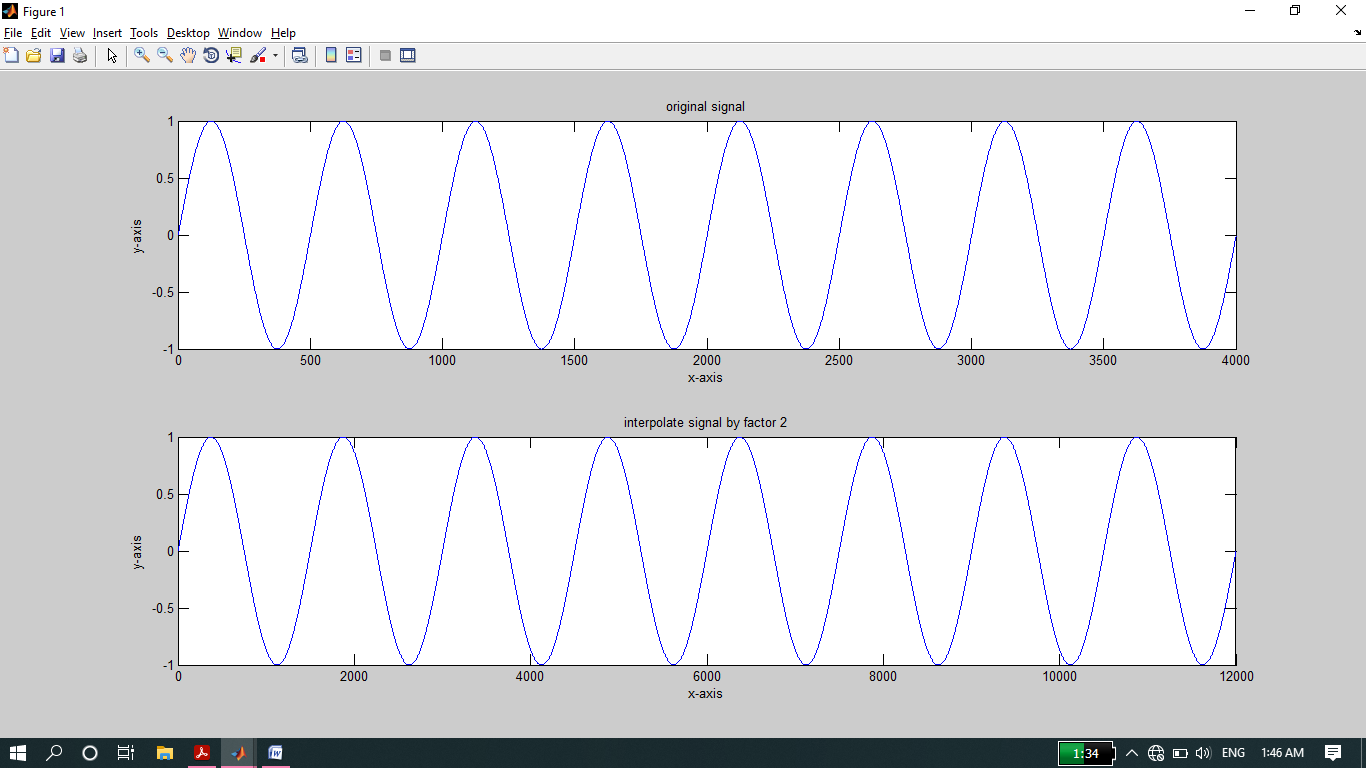 Figure 1
File Edit View Insert Tools Desktop Window Help
original signal
1
0.5
0
-0.5
-1
y-axis
0 500 1000 1500 2000 2500 3000 3500 4000
x-axis
interpolate signal by factor 2
1
0.5
0
-0.5
-1
y-axis
0 2000 4000 6000 8000 10000 12000
x-axis
1:34 ENG 1:46 AM